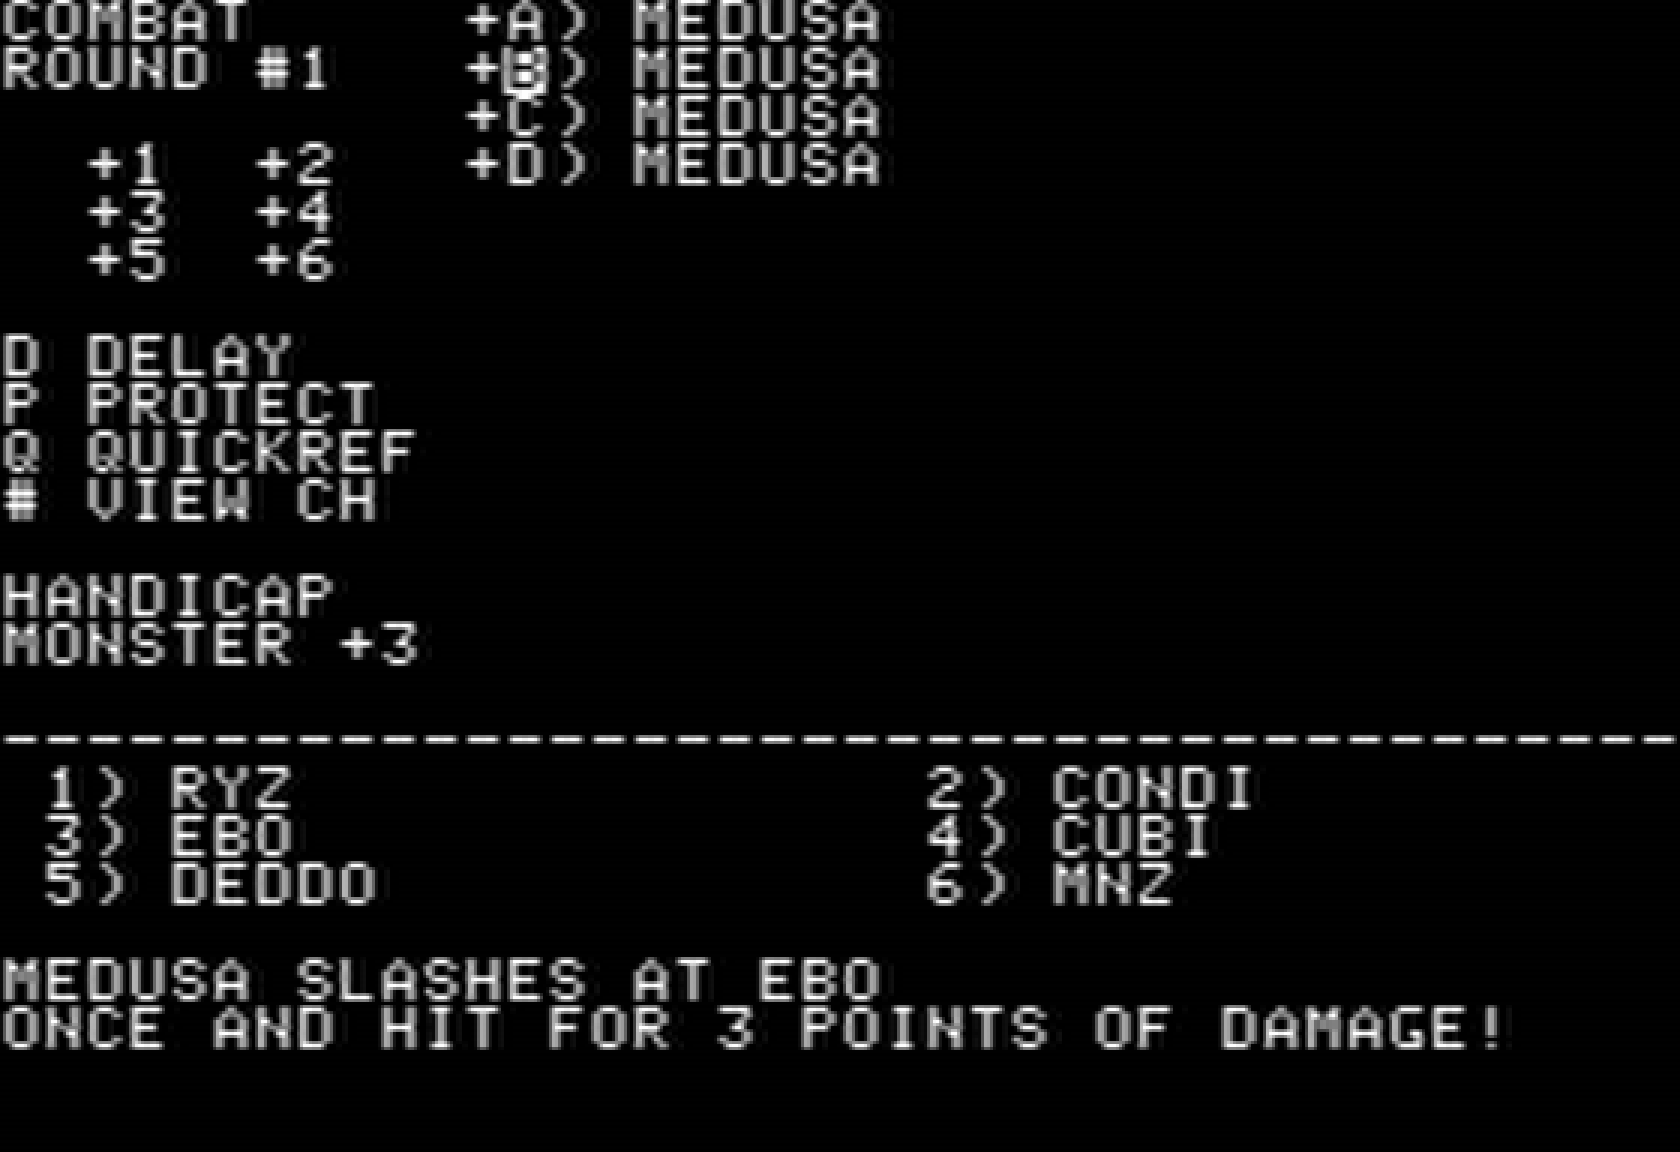 COMBAT +A) MEDUSA
ROUND #1 +B) MEDUSA
+C) MEDUSA
+1 +2 +D) MEDUSA
+3 +4
+5 +6
D DELAY
P PROTECT
Q QUICKREF
# VIEW CH
HANDICAP
MONSTER +3
1) RYZ 2) CONDI
3) EBO 4) CUBI
5) DEDDO 6) MNZ
MEDUSA SLASHES AT EBO
ONCE AND HIT FOR 3 POINTS OF DAMAGE!